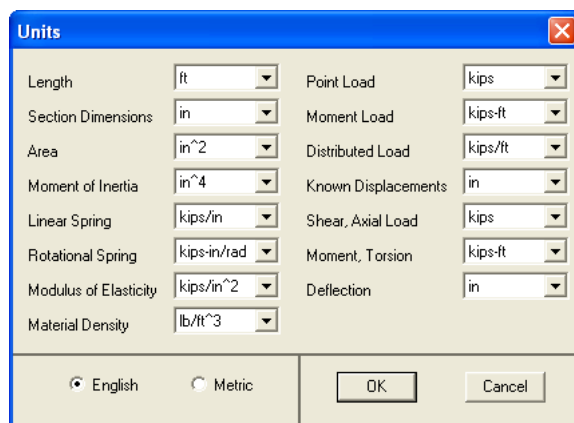 Units
Length ft
Section Dimensions in
Area in^2
Moment of Inertia in^4
Linear Spring kips/in
Rotational Spring kips-in/rad
Modulus of Elasticity kips/in^2
Material Density lb/ft^3
Point Load kips
Moment Load kips-ft
Distributed Load kips/ft
Known Displacements in
Shear, Axial Load kips
Moment, Torsion kips-ft
Deflection in
English Metric
OK Cancel